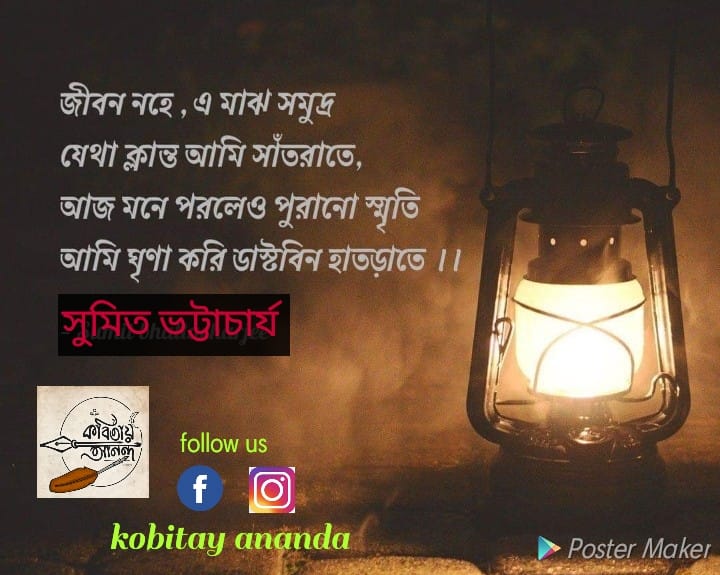 জীবন নহে , এ মাঝ সমুদ্র
যেথা ক্লান্ত আমি সাঁতরাতে,
আজ মনে পরলেও পুরানো স্মৃতি
আমি ঘৃণা করি ডাস্টবিন হাতড়াতে ।।
সুমিত ভট্টাচার্য
কবিতায়
আনন্দ
follow us
kobitay ananda
Poster Maker